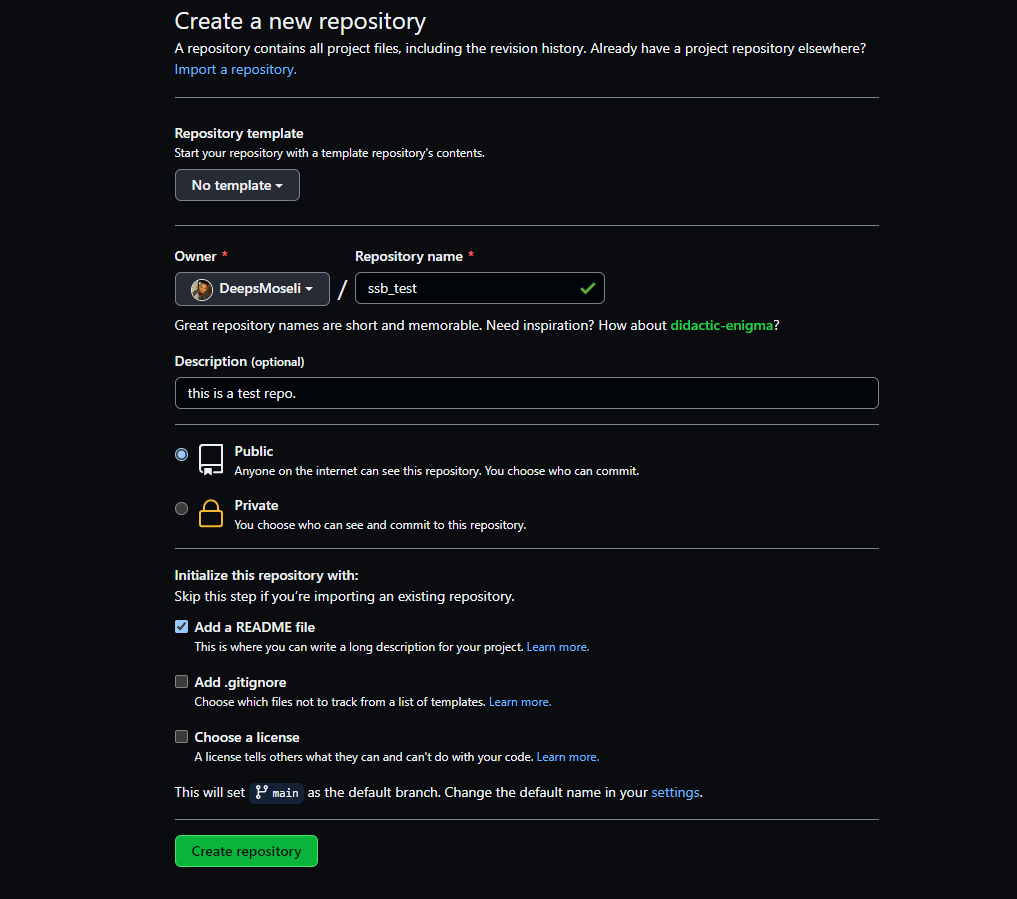 Create a new repository
A repository contains all project files, including the revision history. Already have a project repository elsewhere?
Import a repository.
Repository template
Start your repository with a template repository's contents.
No template
Owner *
Repository name *
DeepsMoseli
/
ssb_test
Great repository names are short and memorable. Need inspiration? How about didactic-enigma?
Description (optional)
this is a test repo.
Public
Anyone on the internet can see this repository. You choose who can commit.
Private
You choose who can see and commit to this repository.
Initialize this repository with:
Skip this step if you're importing an existing repository.
Add a README file
This is where you can write a long description for your project. Learn more.
Add .gitignore
Choose which files not to track from a list of templates. Learn more.
Choose a license
A license tells others what they can and can't do with your code. Learn more.
This will set main as the default branch. Change the default name in your settings.
Create repository